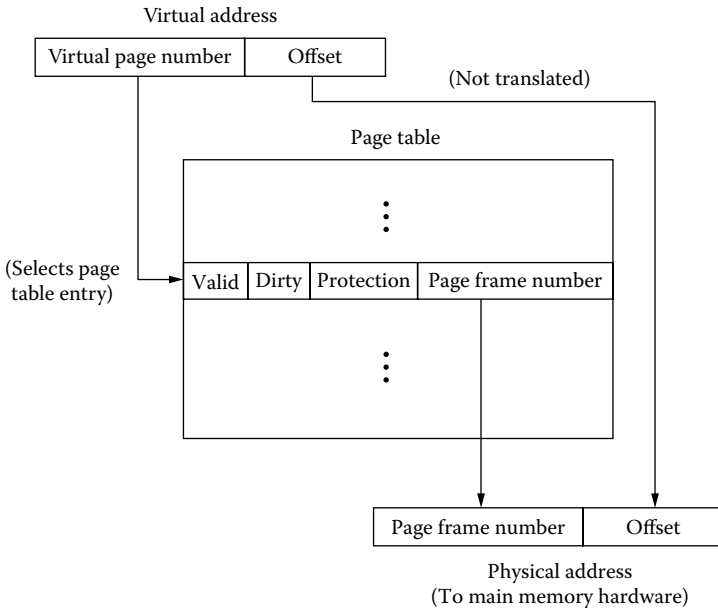 Virtual address
Virtual page number Offset
(Not translated)
Page table
(Selects page
table entry)
Valid Dirty Protection Page frame number
Page frame number Offset
Physical address
(To main memory hardware)